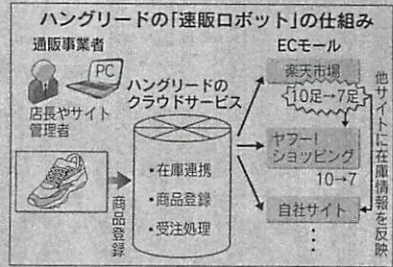 ハングリードの「速販ロボット」の仕組み
通販事業者
PC
店長やサイト
管理者
商品登録
ハングリードの
クラウドサービス
・在庫連携
・商品登録
・受注処理
ECモール
楽天市場
10足→7足
ヤフー!
ショッピング
10→7
自社サイト
他サイトに在庫情報を反映